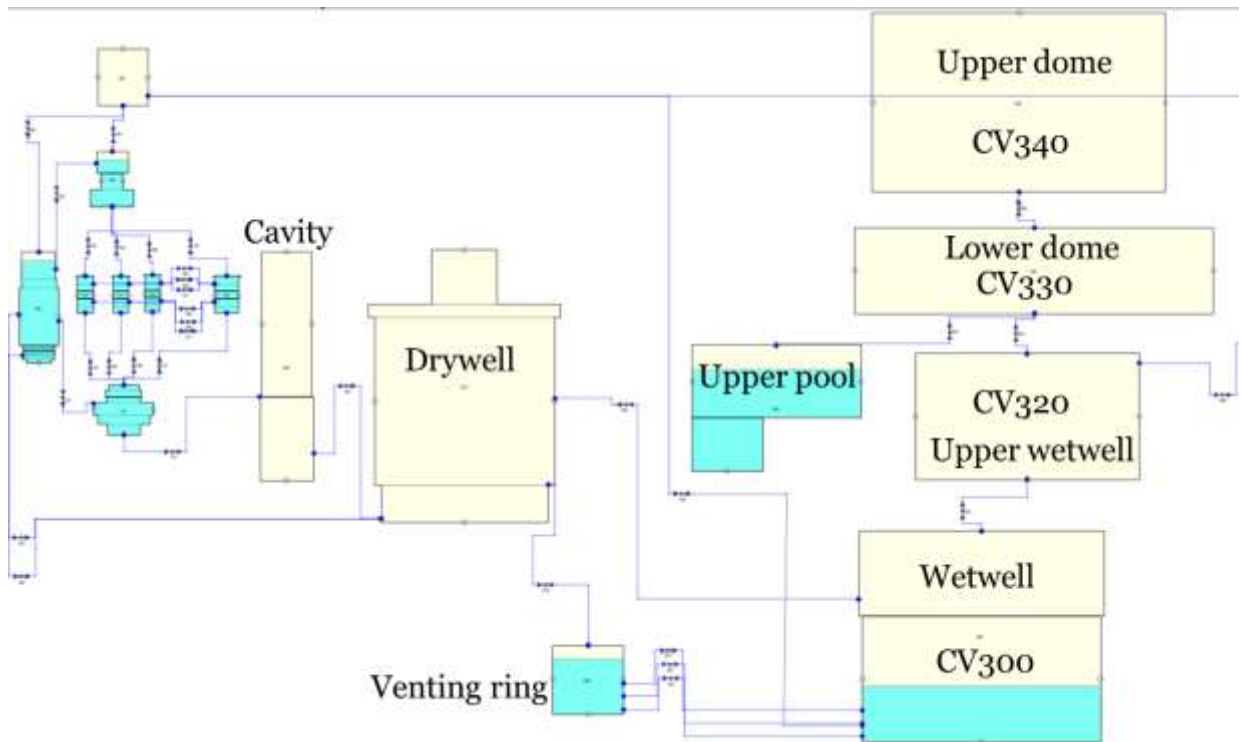 Upper dome
CV340
Cavity
Lower dome
CV330
Drywell
Upper pool
CV320
Upper wetwell
Wetwell
CV300
Venting ring